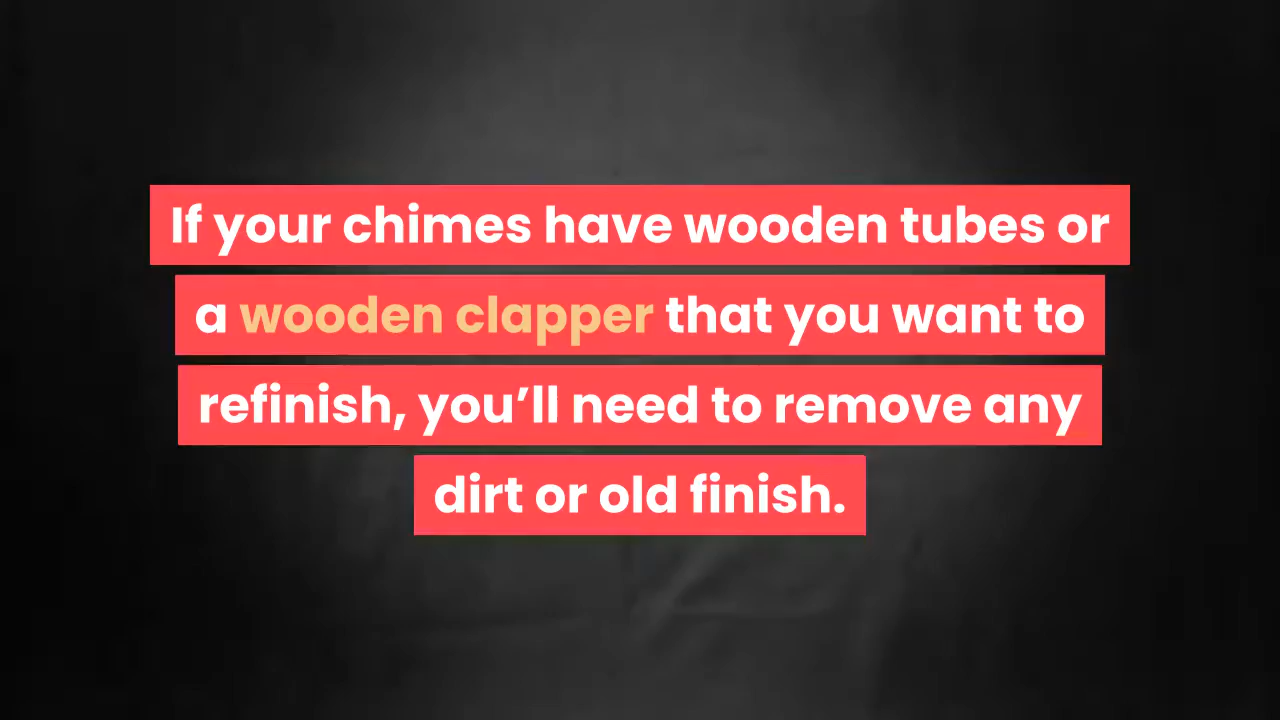 If your chimes have wooden tubes or
a wooden clapper that you want to
refinish, you’ll need to remove any
dirt or old finish.